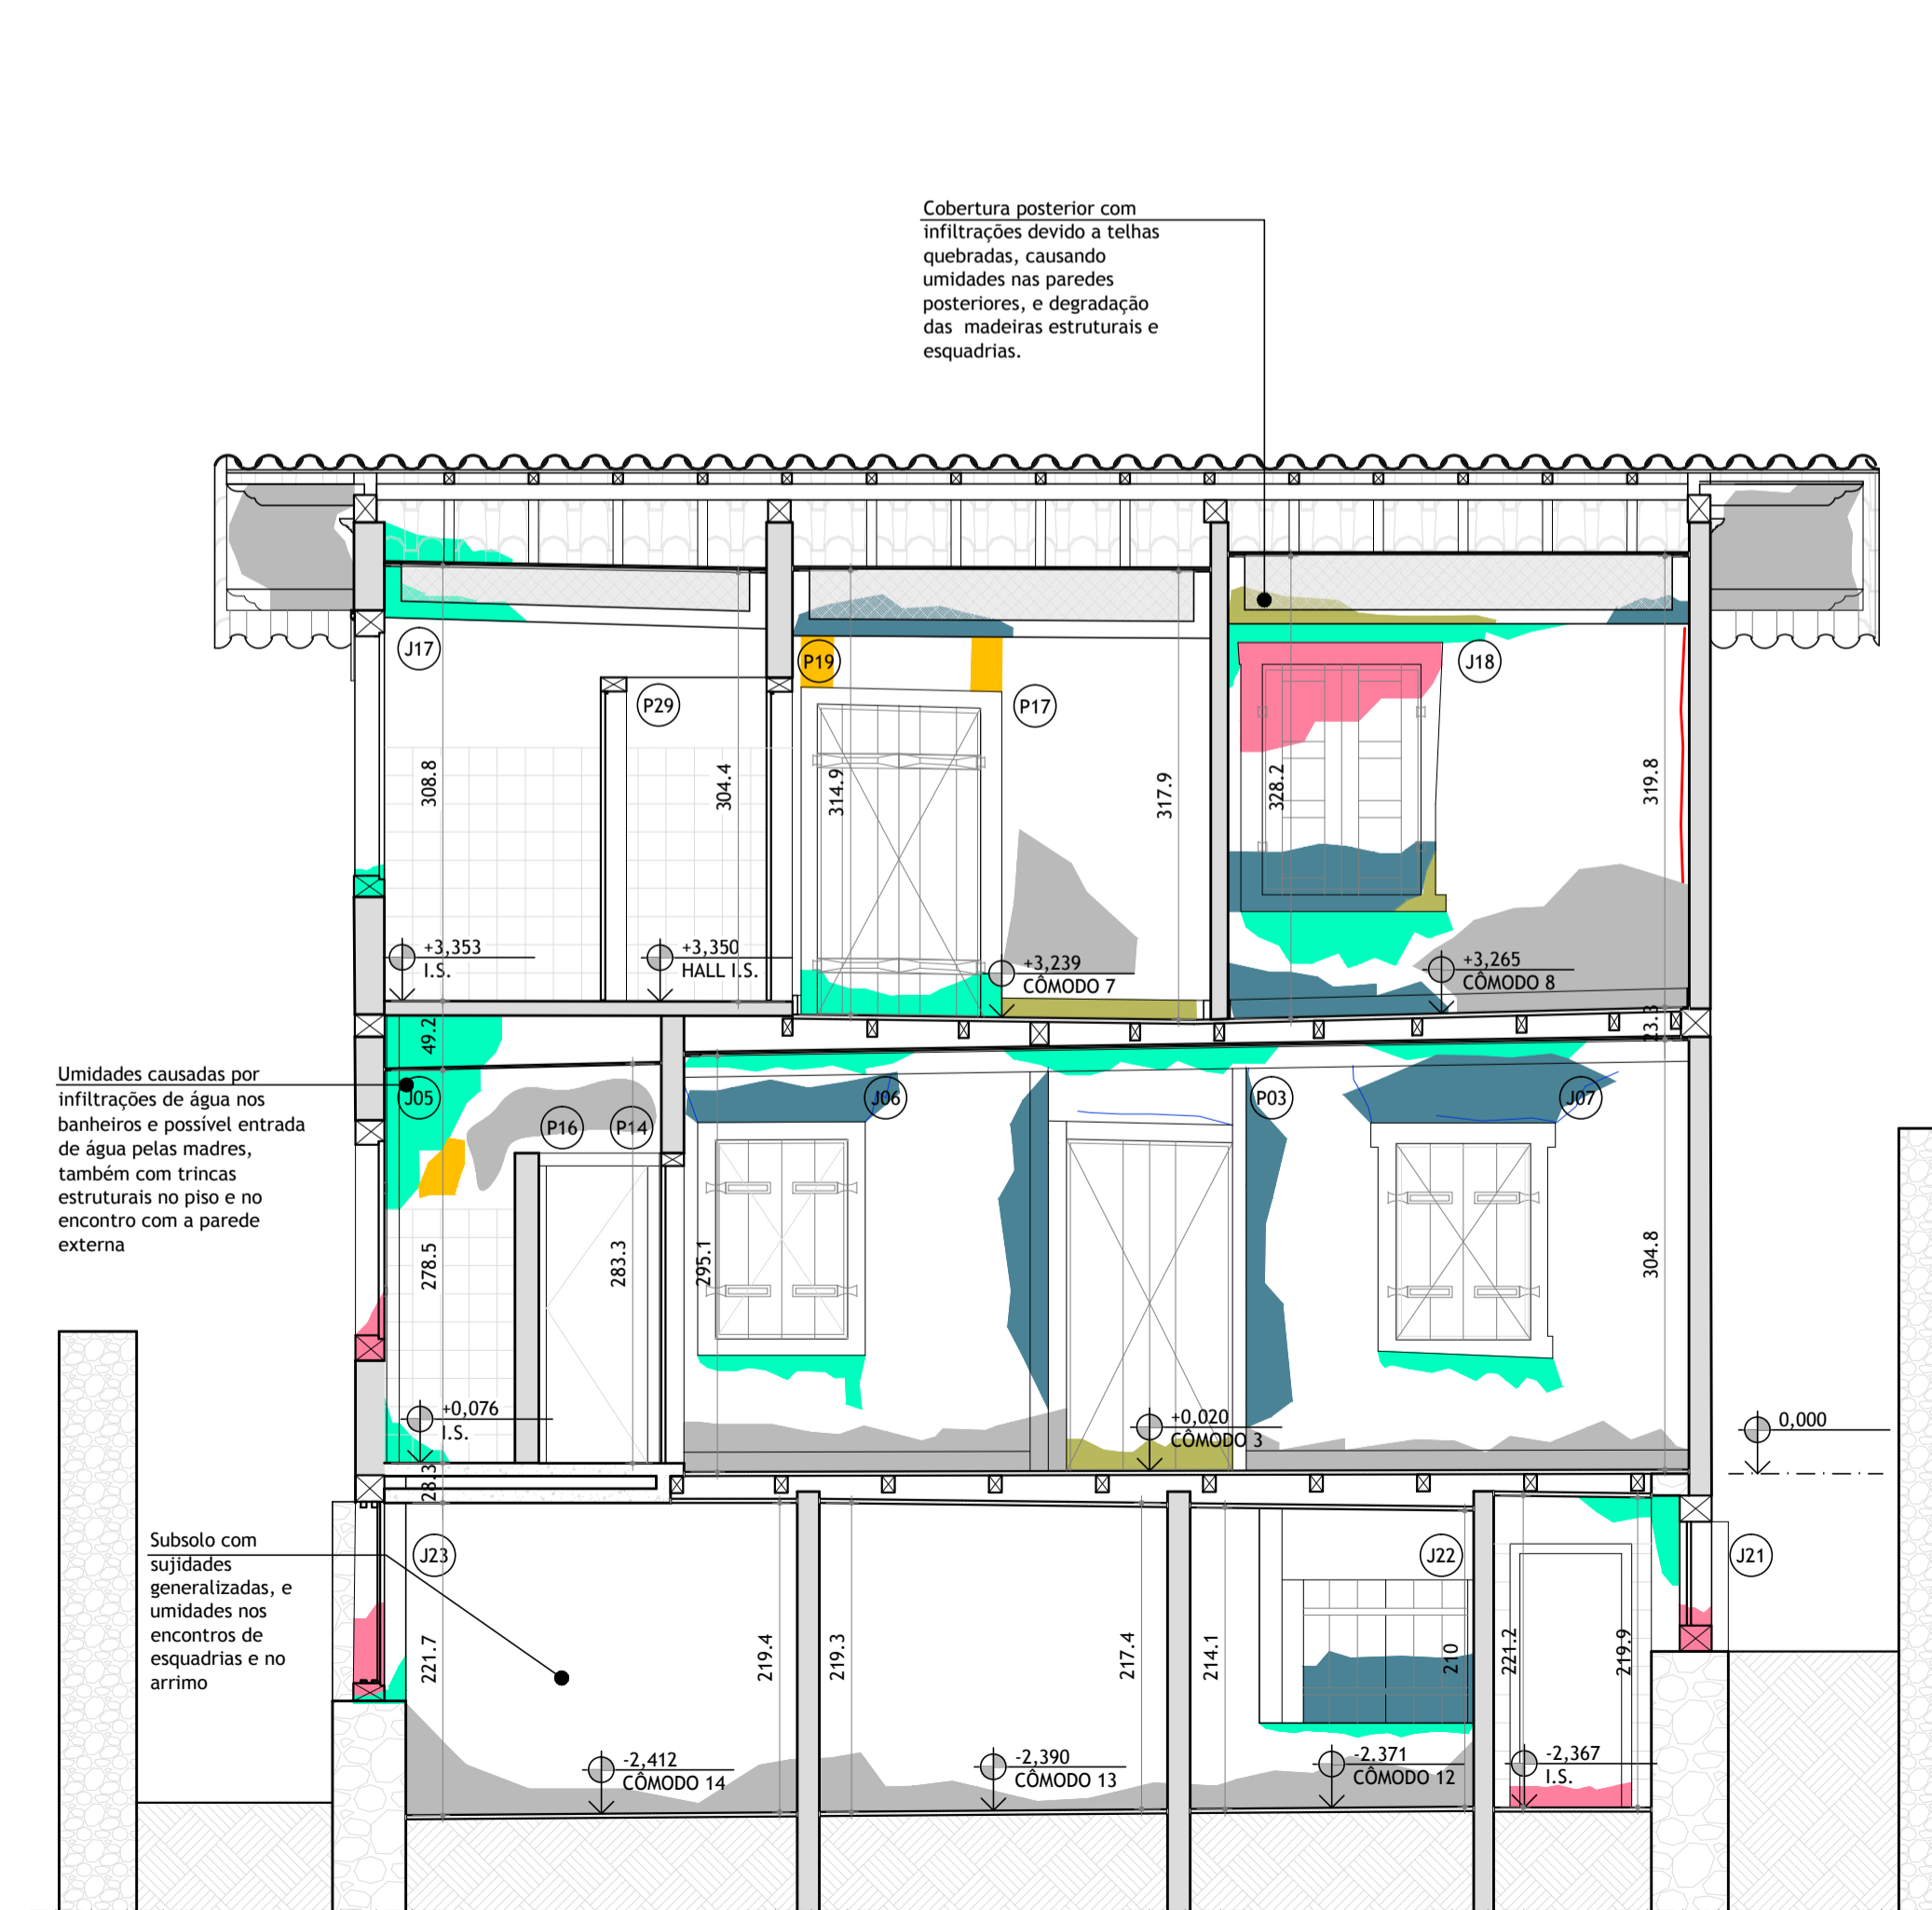 Cobertura posterior com
infiltrações devido a telhas
quebradas, causando
umidades nas paredes
posteriores, e degradação
das  madeiras estruturais e
esquadrias.
J17
P29
P19
P17
J18
308.8
304.4
314.9
317.9
328.2
319.8
+3,353
I.S.
+3,350
HALL I.S.
+3,239
CÔMODO 7
+3,265
CÔMODO 8
49.2
23.3
Umidades causadas por
infiltrações de água nos
banheiros e possível entrada
de água pelas madres,
também com trincas
estruturais no piso e no
encontro com a parede
externa
J05
P16
P14
J06
P03
J07
278.5
283.3
295.1
304.8
+0,076
I.S.
+0,020
CÔMODO 3
0,000
28.3
Subsolo com
sujidades
generalizadas, e
umidades nos
encontros de
esquadrias e no
arrimo
J23
J22
J21
221.7
219.4
219.3
217.4
214.1
210
221.2
219.9
-2,412
CÔMODO 14
-2,390
CÔMODO 13
-2.371
CÔMODO 12
-2,367
I.S.